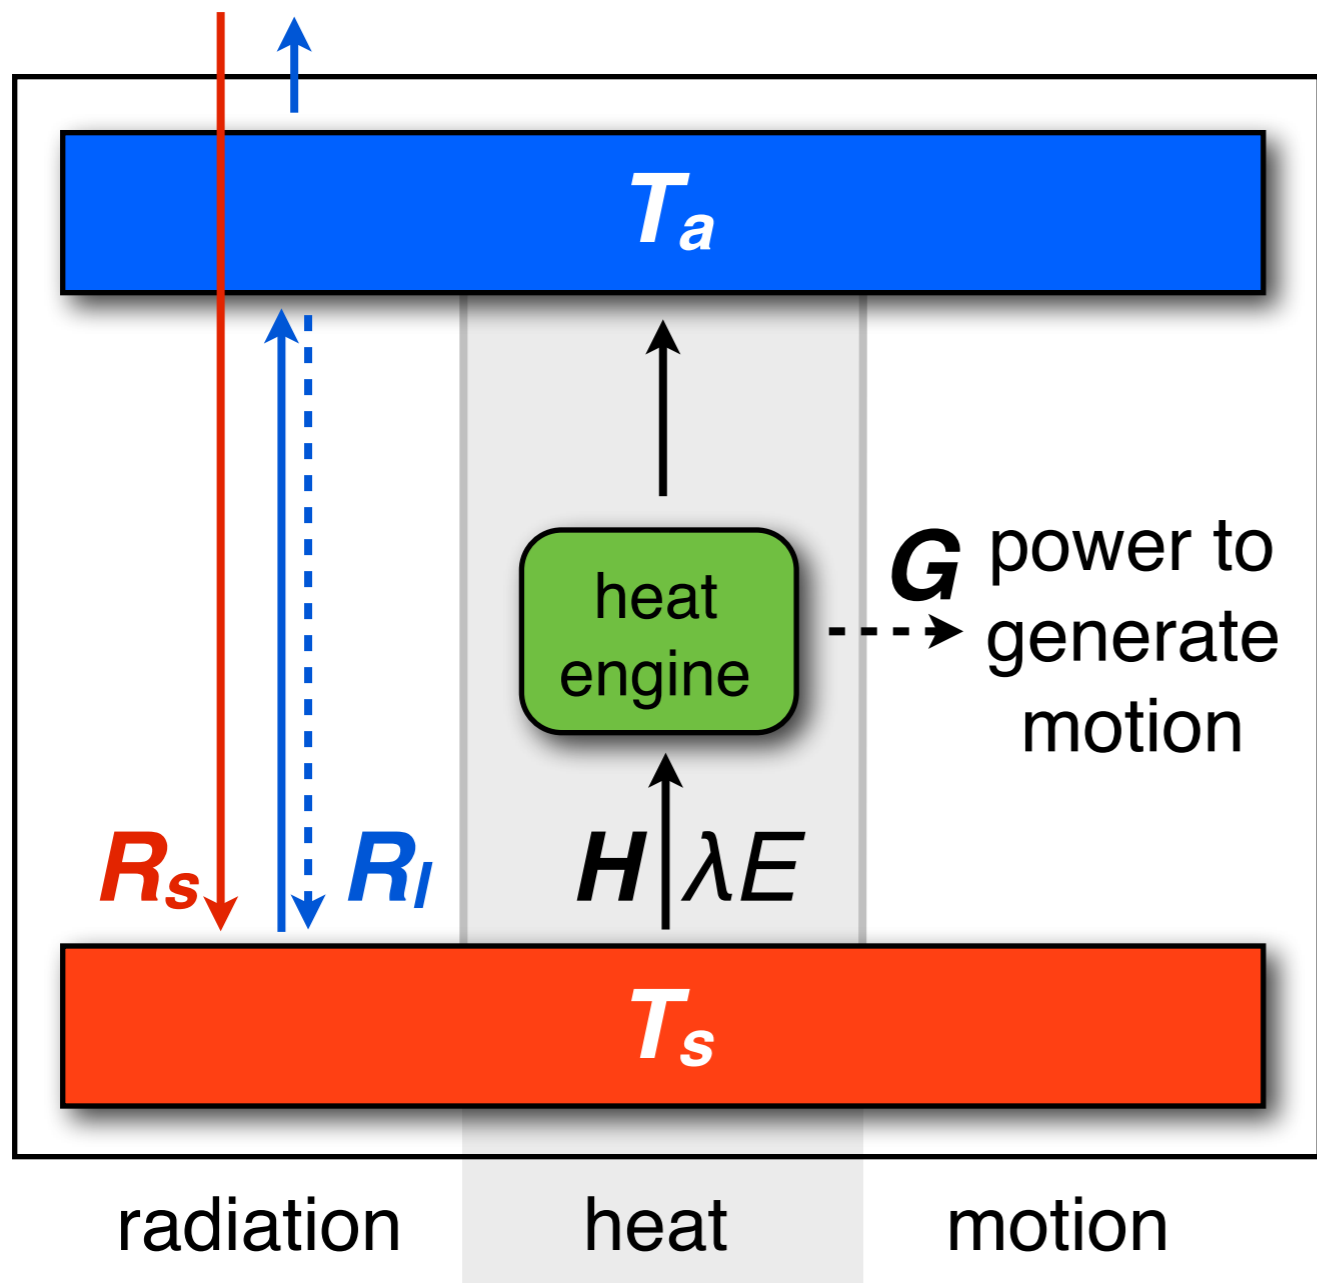 Ta
heat
engine
G
power to
generate
motion
Rs
Rl
H
λE
Ts
radiation
heat
motion